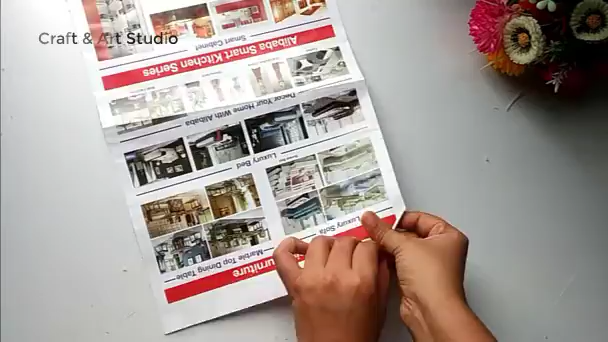 Craft & Art Studio
Smart Cabinet
Alibaba Smart Kitchen Series
Decor Your Home With Alibaba
Luxury Bed
Luxury Sofa
Marble Top Dining Table
urniture